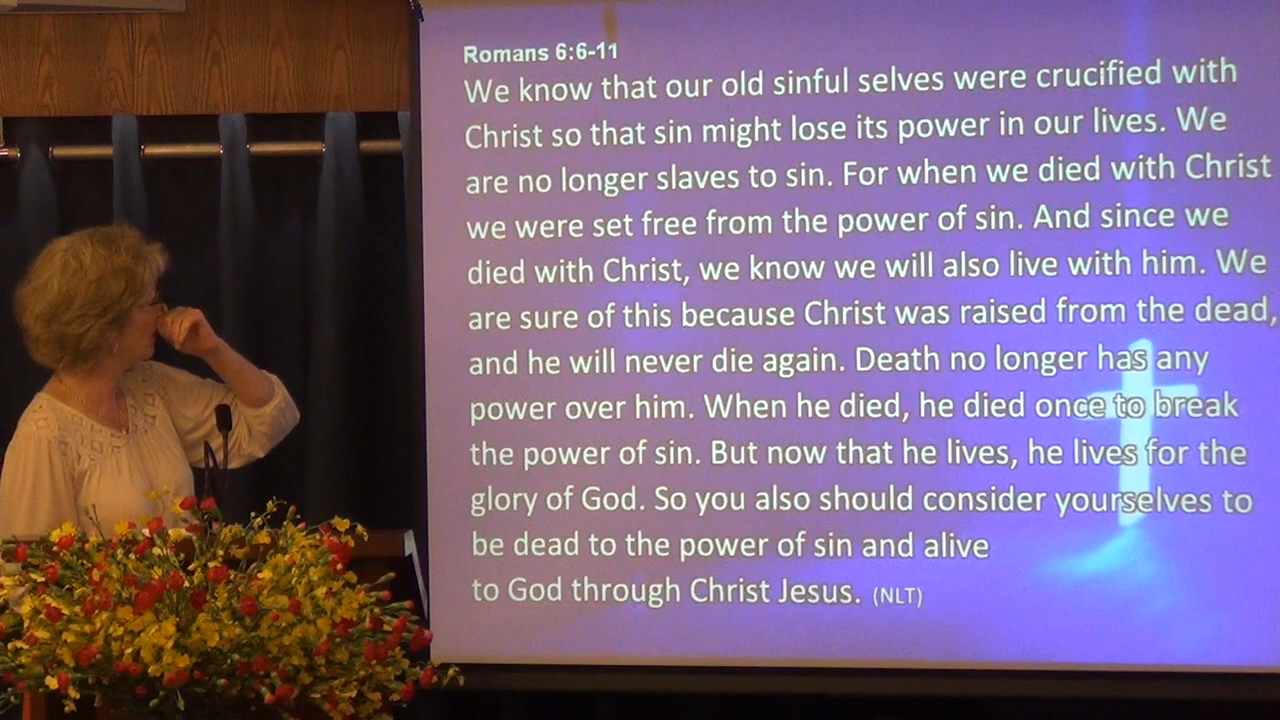 Romans 6:6-11
We know that our old sinful selves were crucified with
Christ so that sin might lose its power in our lives. We
are no longer slaves to sin. For when we died with Christ
we were set free from the power of sin. And since we
died with Christ, we know we will also live with him. We
are sure of this because Christ was raised from the dead,
and he will never die again. Death no longer has any
power over him. When he died, he died once to break
the power of sin. But now that he lives, he lives for the
glory of God. So you also should consider yourselves to
be dead to the power of sin and alive
to God through Christ Jesus. (NLT)